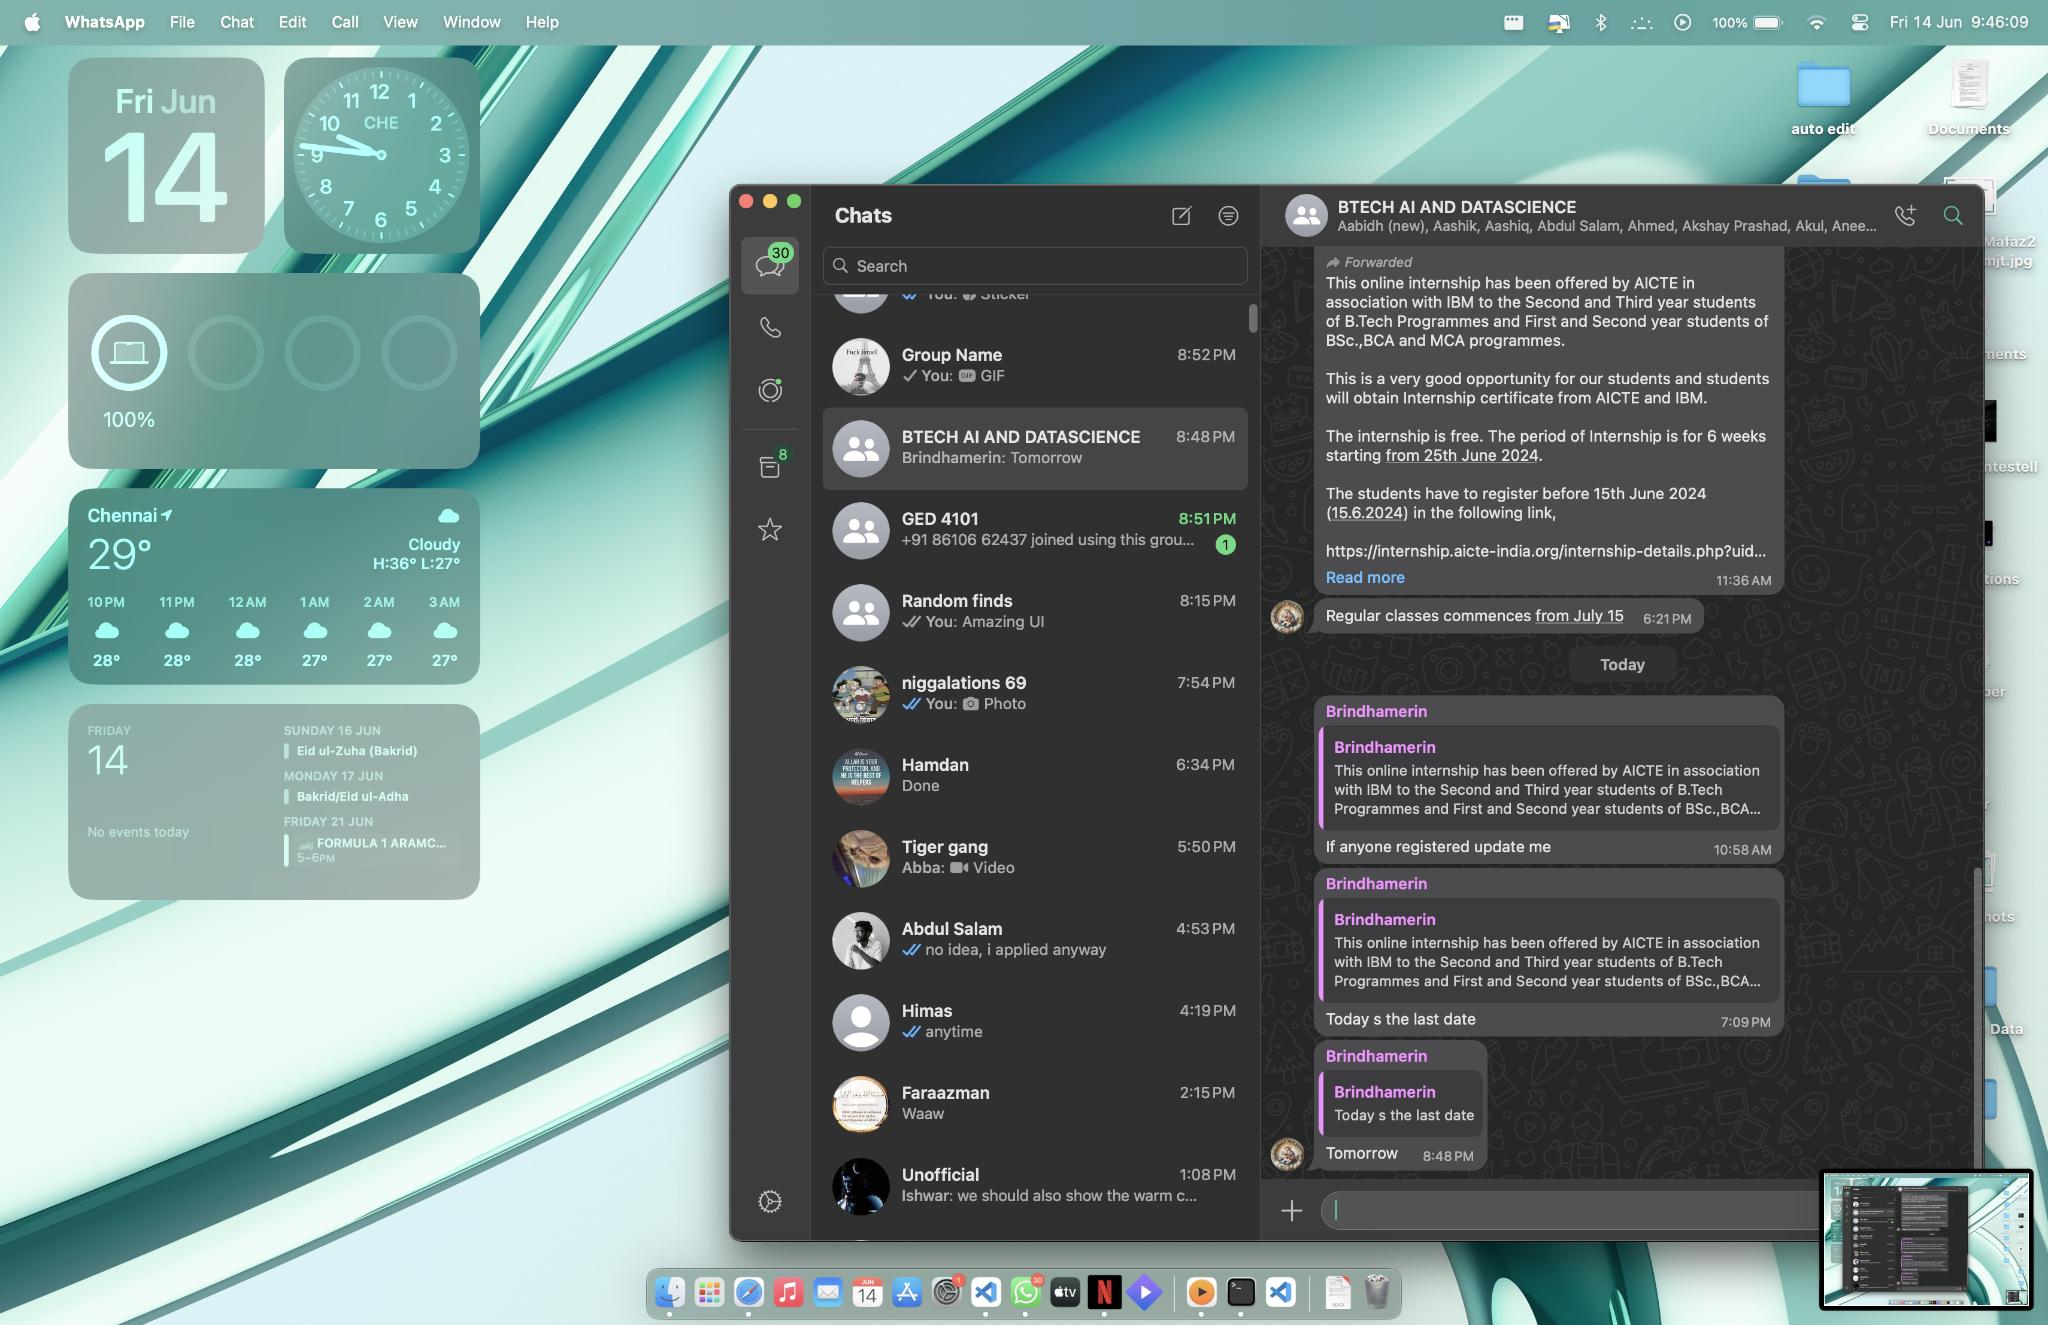 WhatsApp File Chat Edit Call View Window Help
100% Fri 14 Jun 9:46:09
Fri Jun
14
12
11 1
10 CHE 2
9 3
8 4
7 5
6
100%
Chennai
29°
Cloudy
H:36° L:27°
10 PM 11 PM 12 AM 1 AM 2 AM 3 AM
28° 28° 28° 27° 27° 27°
FRIDAY
14
No events today
SUNDAY 16 JUN
Eid ul-Zuha (Bakrid)
MONDAY 17 JUN
Bakrid/Eid ul-Adha
FRIDAY 21 JUN
FORMULA 1 ARAMC...
5–6PM
auto edit
Documents
Mafaz2
mjt.jpg
ments
ntestell
tions
per
r
hots
Data
30
8
Chats
Search
You: Sticker
Fuck israel
Group Name 8:52 PM
You: GIF GIF
BTECH AI AND DATASCIENCE 8:48 PM
Brindhamerin: Tomorrow
GED 4101 8:51 PM
+91 86106 62437 joined using this grou... 1
Random finds 8:15 PM
You: Amazing UI
niggalations 69 7:54 PM
You: Photo
ALLAH IS YOUR
PROTECTOR, AND
HE IS THE BEST OF
HELPERS
Hamdan 6:34 PM
Done
Tiger gang 5:50 PM
Abba: Video
Abdul Salam 4:53 PM
no idea, i applied anyway
Himas 4:19 PM
anytime
Faraazman 2:15 PM
Waaw
Unofficial 1:08 PM
Ishwar: we should also show the warm c...
BTECH AI AND DATASCIENCE
Aabidh (new), Aashik, Aashiq, Abdul Salam, Ahmed, Akshay Prashad, Akul, Anee...
Forwarded
This online internship has been offered by AICTE in
association with IBM to the Second and Third year students
of B.Tech Programmes and First and Second year students of
BSc.,BCA and MCA programmes.
This is a very good opportunity for our students and students
will obtain Internship certificate from AICTE and IBM.
The internship is free. The period of Internship is for 6 weeks
starting from 25th June 2024.
The students have to register before 15th June 2024
(15.6.2024) in the following link,
https://internship.aicte-india.org/internship-details.php?uid...
Read more 11:36 AM
Regular classes commences from July 15 6:21 PM
Today
Brindhamerin
Brindhamerin
This online internship has been offered by AICTE in association
with IBM to the Second and Third year students of B.Tech
Programmes and First and Second year students of BSc.,BCA...
If anyone registered update me 10:58 AM
Brindhamerin
Brindhamerin
This online internship has been offered by AICTE in association
with IBM to the Second and Third year students of B.Tech
Programmes and First and Second year students of BSc.,BCA...
Today s the last date 7:09 PM
Brindhamerin
Brindhamerin
Today s the last date
Tomorrow 8:48 PM
JUN
14
1
30
tv
N
DOCX